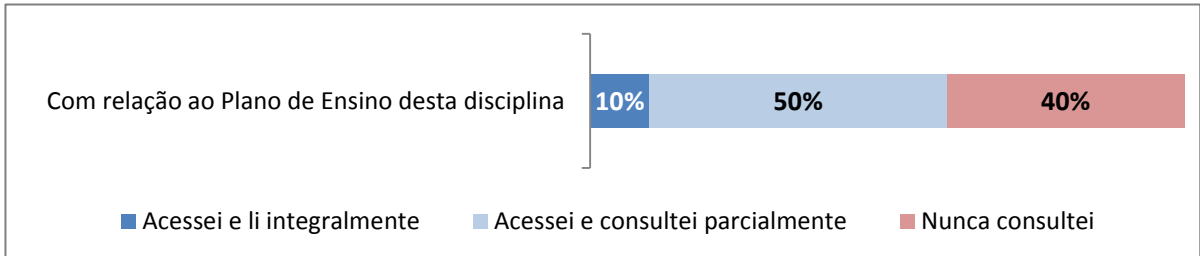 Com relação ao Plano de Ensino desta disciplina
10% 50% 40%
Acessei e li integralmente Acessei e consultei parcialmente Nunca consultei